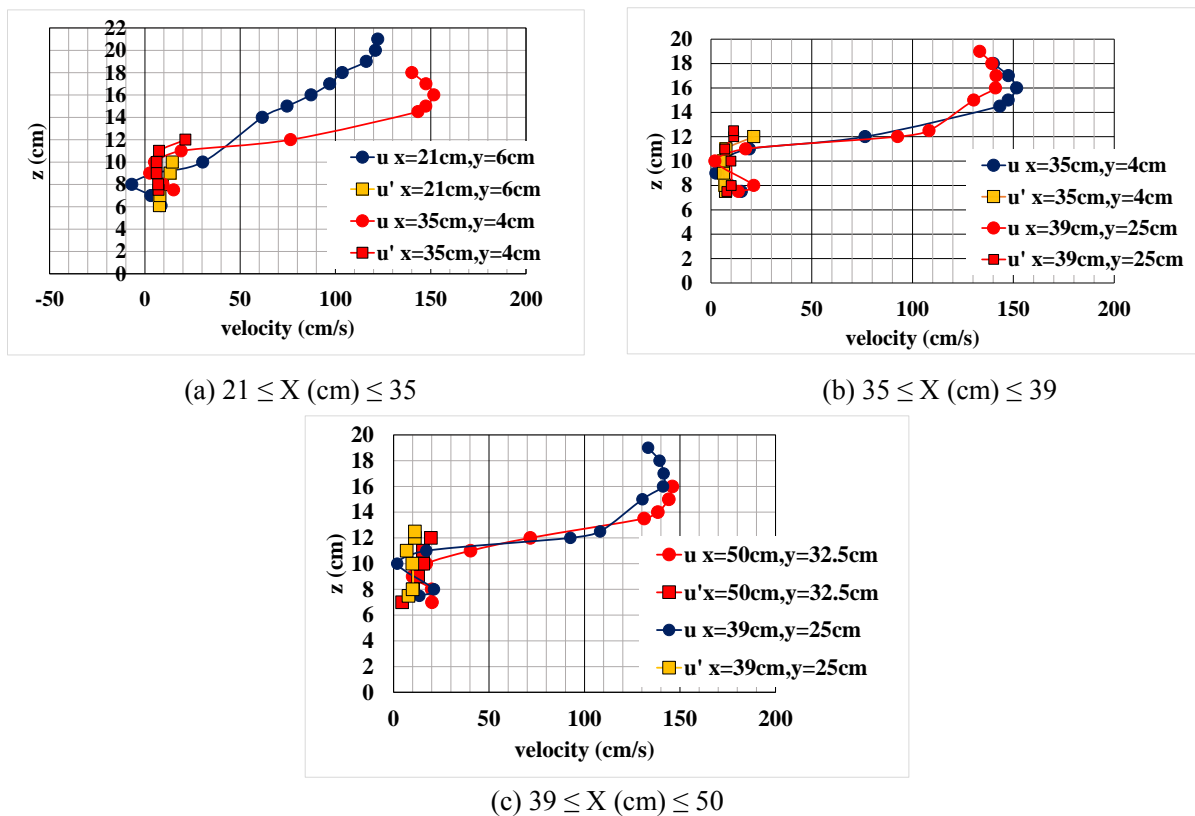 22
20
18
16
14
12
10
8
6
4
2
0
z (cm)
-50 0 50 100 150 200
velocity (cm/s)
u x=21cm,y=6cm
u' x=21cm,y=6cm
u x=35cm,y=4cm
u' x=35cm,y=4cm
(a) 21 ≤ X (cm) ≤ 35
20
18
16
14
12
10
8
6
4
2
0
z (cm)
0 50 100 150 200
velocity (cm/s)
u x=35cm,y=4cm
u' x=35cm,y=4cm
u x=39cm,y=25cm
u' x=39cm,y=25cm
(b) 35 ≤ X (cm) ≤ 39
20
18
16
14
12
10
8
6
4
2
0
z (cm)
0 50 100 150 200
velocity (cm/s)
u x=50cm,y=32.5cm
u'x=50cm,y=32.5cm
u x=39cm,y=25cm
u' x=39cm,y=25cm
(c) 39 ≤ X (cm) ≤ 50